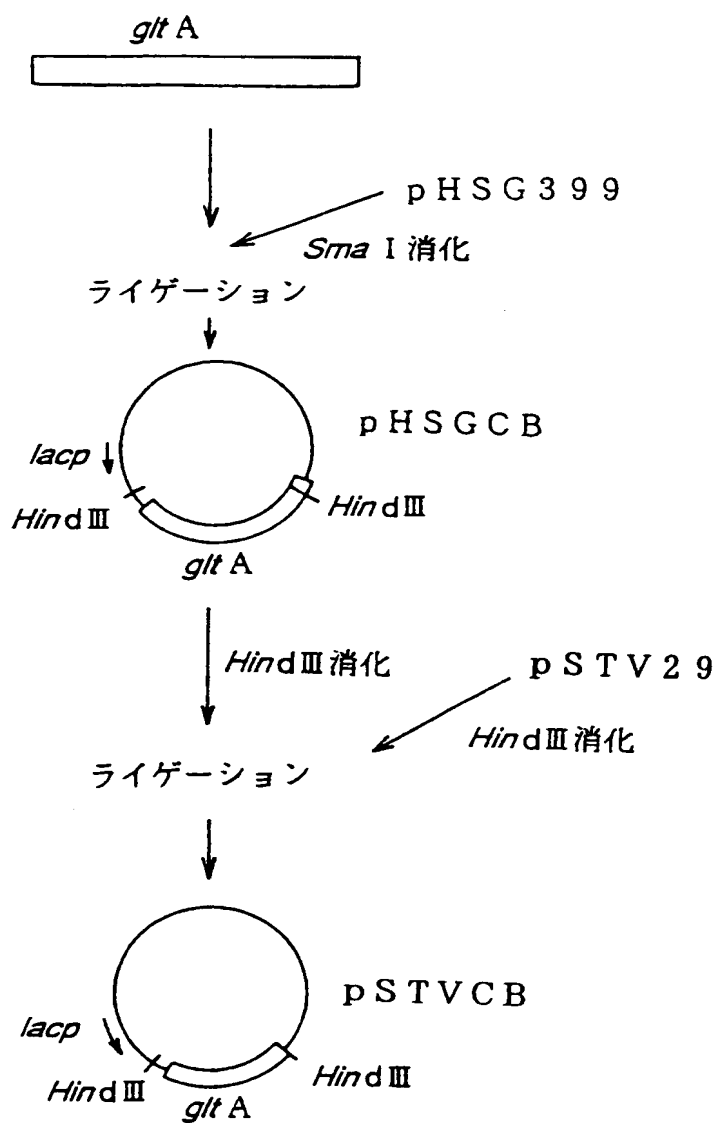 glt A
pHSG399
Sma I 消化
ライゲーション
pHSGCB
lacp
Hind III
Hind III
glt A
Hind III 消化
pSTV29
Hind III 消化
ライゲーション
pSTVCB
lacp
Hind III
Hind III
glt A